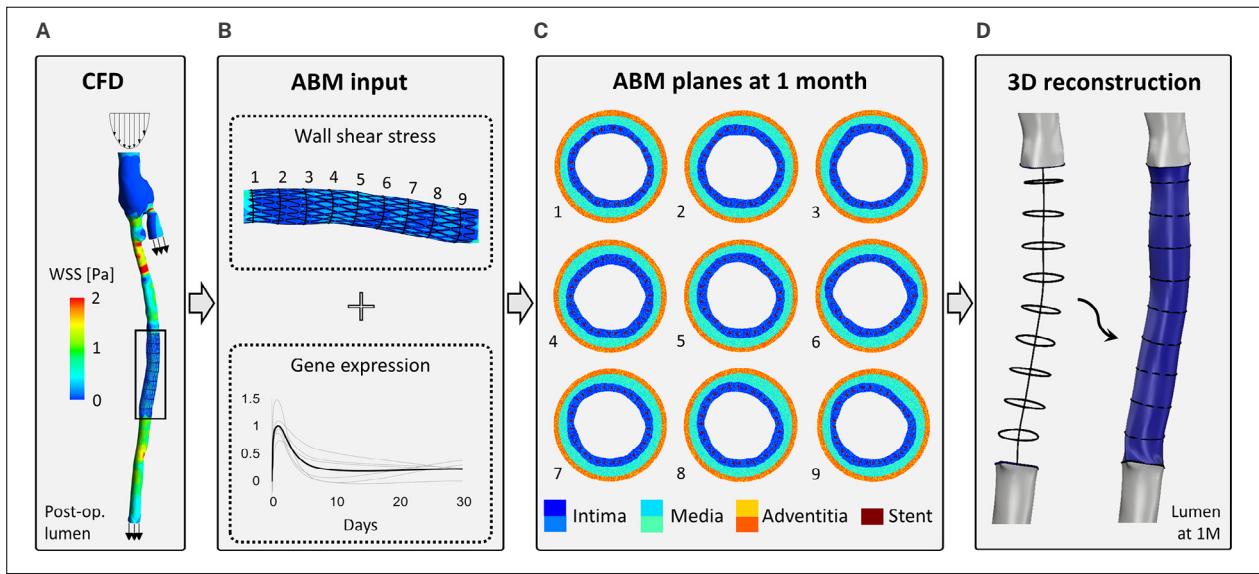 A
B
C
D
CFD
WSS [Pa]
2
1
0
Post-op.
lumen
ABM input
Wall shear stress
1 2 3 4 5 6 7 8 9
Gene expression
1.5
1
0.5
0
0 10 20 30
Days
ABM planes at 1 month
1 2 3
4 5 6
7 8 9
Intima Media Adventitia Stent
3D reconstruction
Lumen
at 1M